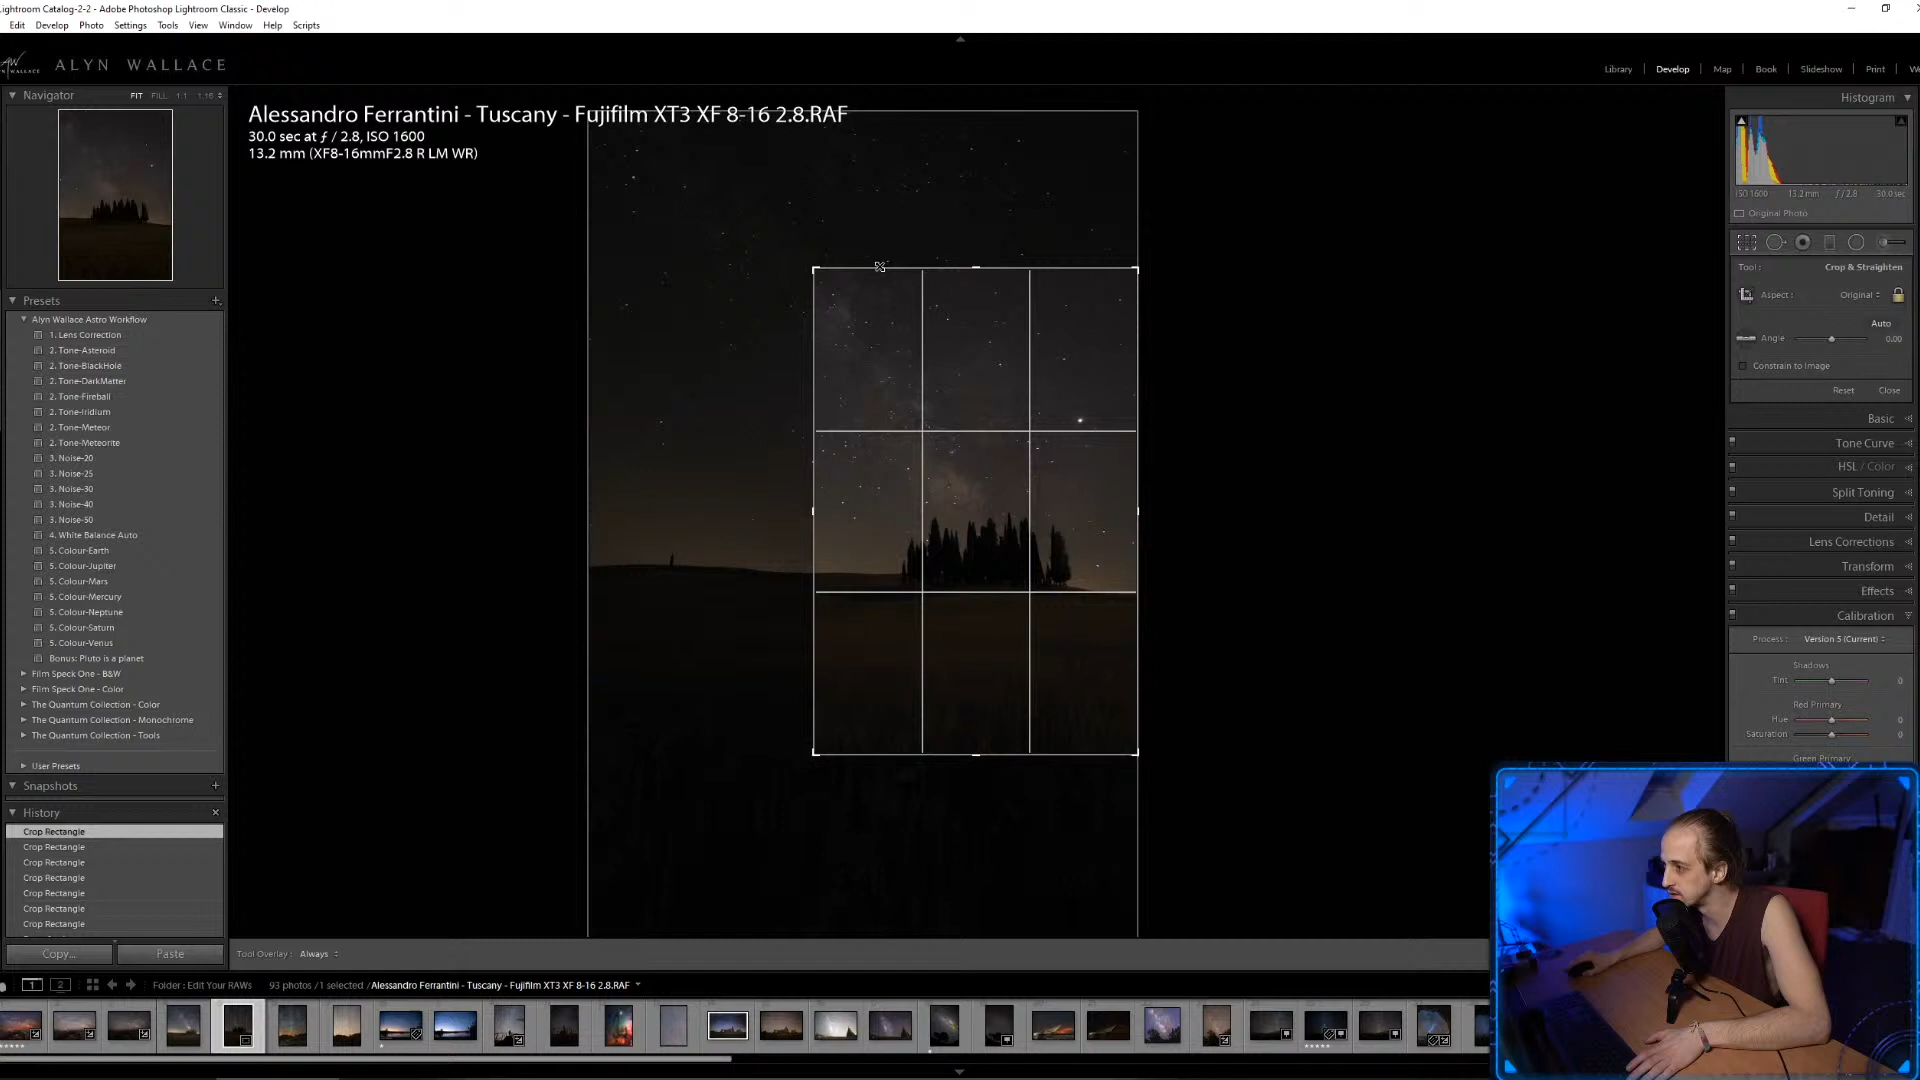 Lightroom Catalog-2-2 - Adobe Photoshop Lightroom Classic - Develop
Edit Develop Photo Settings Tools View Window Help Scripts
ALYN WALLACE
Library | Develop | Map | Book | Slideshow | Print |
Navigator FIT FILL 1:1 1:16
Histogram
Alessandro Ferrantini - Tuscany - Fujifilm XT3 XF 8-16 2.8.RAF
30.0 sec at ƒ / 2.8, ISO 1600
13.2 mm (XF8-16mmF2.8 R LM WR)
ISO 1600 13.2 mm ƒ / 2.8 30.0 sec
Original Photo
Tool : Crop & Straighten
Aspect : Original
Auto
Angle 0.00
Constrain to Image
Reset Close
Basic
Tone Curve
HSL / Color
Split Toning
Detail
Lens Corrections
Transform
Effects
Calibration
Process : Version 5 (Current)
Shadows
Tint 0
Red Primary
Hue 0
Saturation 0
Green Primary
Presets
Alyn Wallace Astro Workflow
1. Lens Correction
2. Tone-Asteroid
2. Tone-BlackHole
2. Tone-DarkMatter
2. Tone-Fireball
2. Tone-Iridium
2. Tone-Meteor
2. Tone-Meteorite
3. Noise-20
3. Noise-25
3. Noise-30
3. Noise-40
3. Noise-50
4. White Balance Auto
5. Colour-Earth
5. Colour-Jupiter
5. Colour-Mars
5. Colour-Mercury
5. Colour-Neptune
5. Colour-Saturn
5. Colour-Venus
Bonus: Pluto is a planet
Film Speck One - B&W
Film Speck One - Color
The Quantum Collection - Color
The Quantum Collection - Monochrome
The Quantum Collection - Tools
User Presets
Snapshots
History
Crop Rectangle
Crop Rectangle
Crop Rectangle
Crop Rectangle
Crop Rectangle
Crop Rectangle
Crop Rectangle
Copy... Paste
Tool Overlay : Always
1 2 Folder : Edit Your RAWs 93 photos / 1 selected / Alessandro Ferrantini - Tuscany - Fujifilm XT3 XF 8-16 2.8.RAF